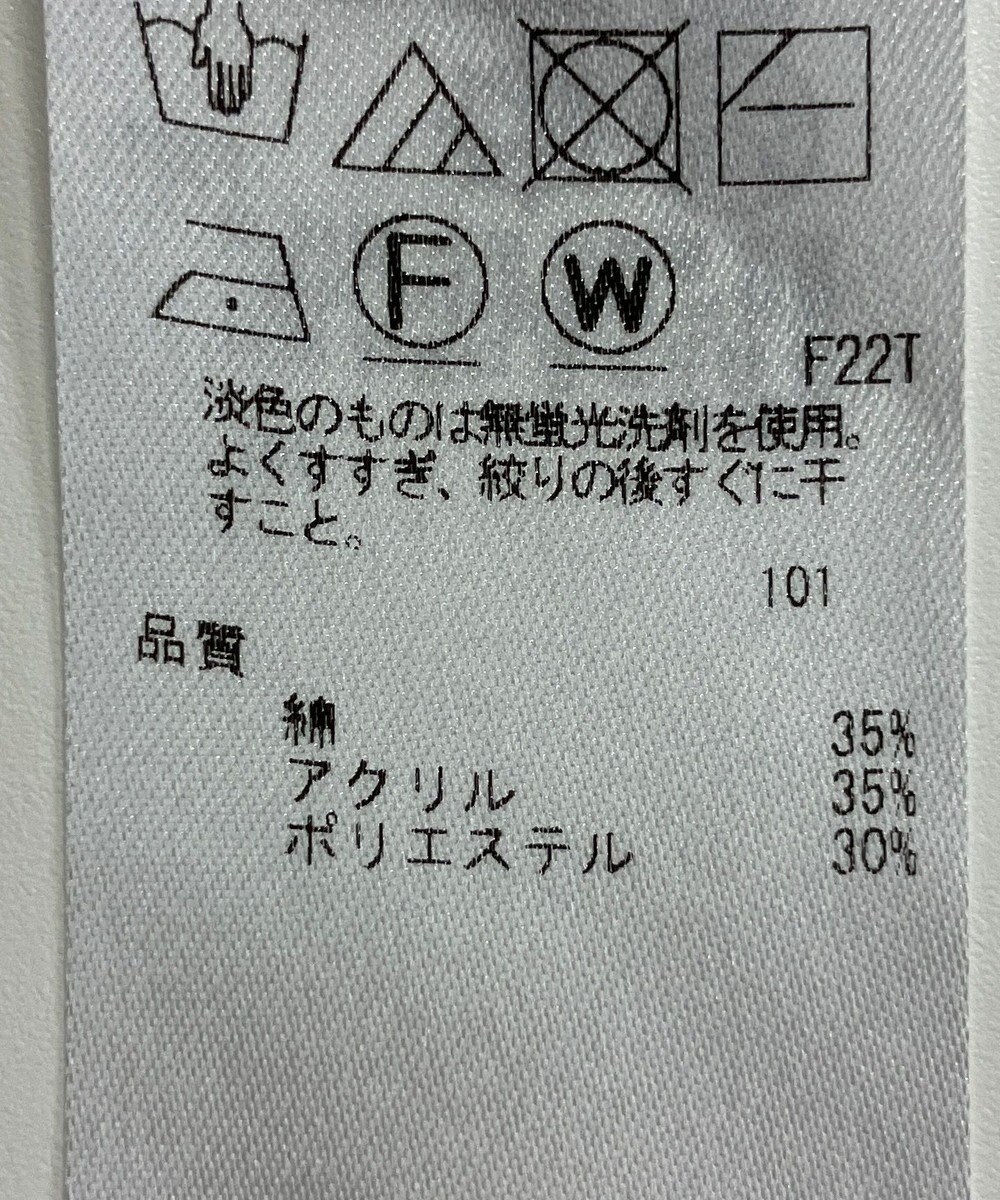 F
W
F22T
淡色のものは無蛍光洗剤を使用。
よくすすぎ、絞りの後すぐに干
すこと。
101
品質
綿 35%
アクリル 35%
ポリエステル 30%